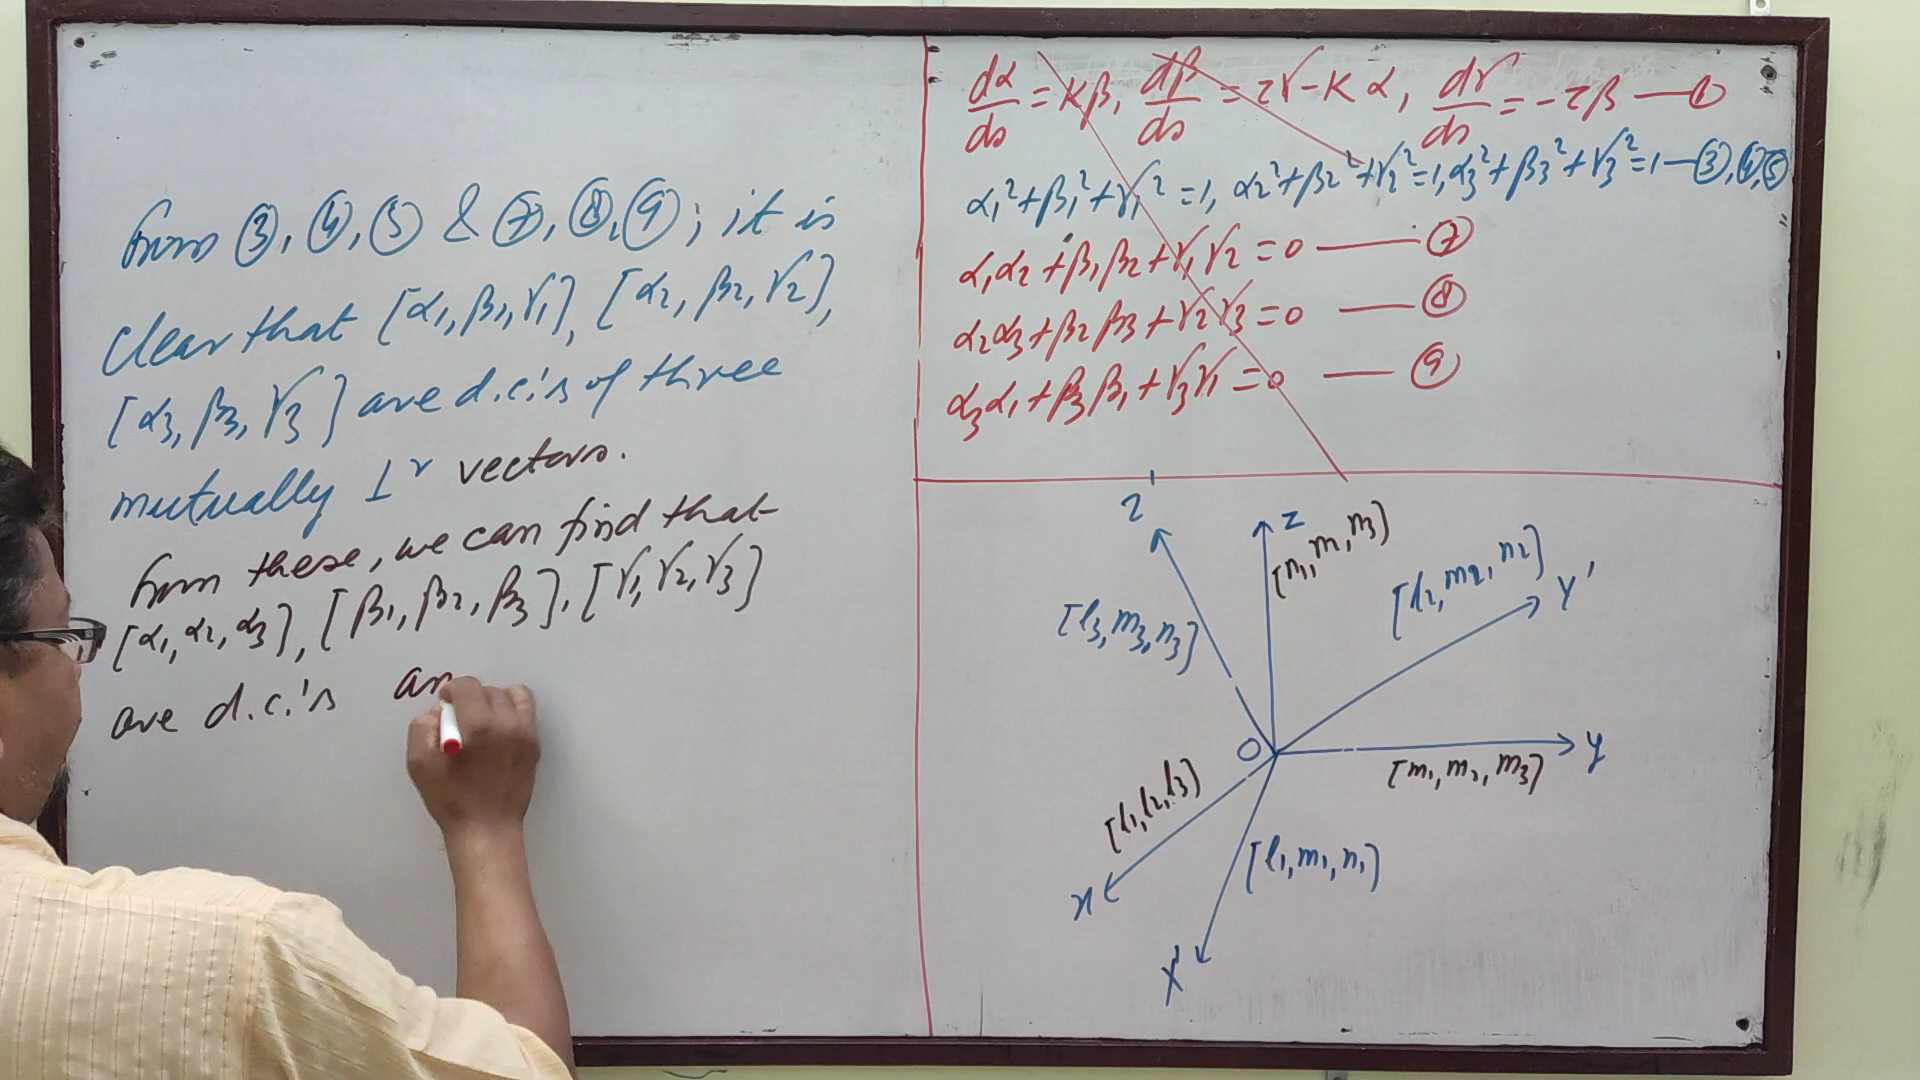 from ③, ④, ⑤ & ⑦, ⑧, ⑨; it is
clear that [α₁, β₁, γ₁], [α₂, β₂, γ₂],
[α₃, β₃, γ₃] are d.c.'s of three
mutually ⊥ʳ vectors.
from these, we can find that
[α₁, α₂, α₃], [β₁, β₂, β₃], [γ₁, γ₂, γ₃]
are d.c.'s an
dα/ds = κβ, dβ/ds = τγ - κα, dγ/ds = -τβ — ①
α₁² + β₁² + γ₁² = 1, α₂² + β₂² + γ₂² = 1, α₃² + β₃² + γ₃² = 1 — ③, ④, ⑤
α₁α₂ + β₁β₂ + γ₁γ₂ = 0 — ⑦
α₂α₃ + β₂β₃ + γ₂γ₃ = 0 — ⑧
α₃α₁ + β₃β₁ + γ₃γ₁ = 0 — ⑨
Z
z
[n₁, n₂, n₃]
[l₂, m₂, n₂]
Y'
[l₃, m₃, n₃]
O
y
[m₁, m₂, m₃]
[l₁, l₂, l₃]
[l₁, m₁, n₁]
x
X'